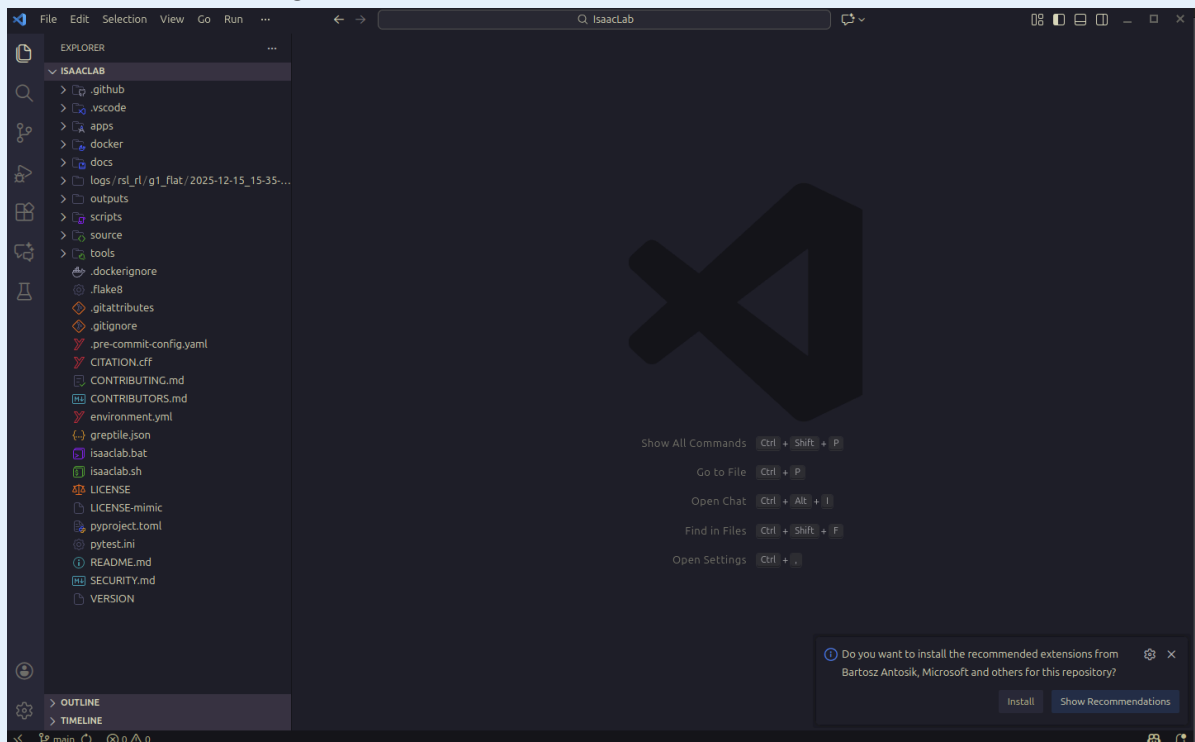 File Edit Selection View Go Run ···
IsaacLab
EXPLORER
ISAACLAB
.github
.vscode
apps
docker
docs
logs/rsl_rl/g1_flat/2025-12-15_15-35-...
outputs
scripts
source
tools
.dockerignore
.flake8
.gitattributes
.gitignore
.pre-commit-config.yaml
CITATION.cff
CONTRIBUTING.md
CONTRIBUTORS.md
environment.yml
greptile.json
isaaclab.bat
isaaclab.sh
LICENSE
LICENSE-mimic
pyproject.toml
pytest.ini
README.md
SECURITY.md
VERSION
OUTLINE
TIMELINE
Show All Commands Ctrl + Shift + P
Go to File Ctrl + P
Open Chat Ctrl + Alt + I
Find in Files Ctrl + Shift + F
Open Settings Ctrl + ,
Do you want to install the recommended extensions from
Bartosz Antosik, Microsoft and others for this repository?
Install Show Recommendations
main 0 0